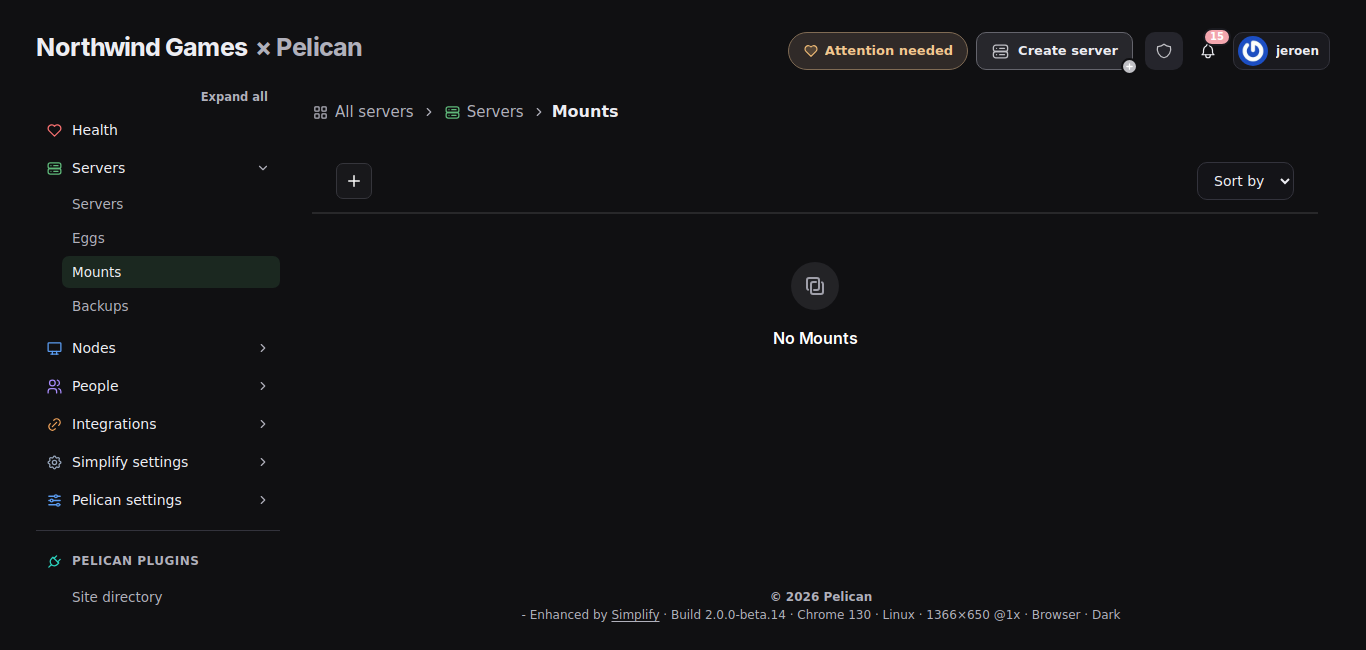 Northwind Games × Pelican
Attention needed
Create server
15
jeroen
Expand all
Health
Servers
Servers
Eggs
Mounts
Backups
Nodes
People
Integrations
Simplify settings
Pelican settings
PELICAN PLUGINS
Site directory
All servers > Servers > Mounts
Sort by
No Mounts
© 2026 Pelican
- Enhanced by Simplify · Build 2.0.0-beta.14 · Chrome 130 · Linux · 1366×650 @1x · Browser · Dark